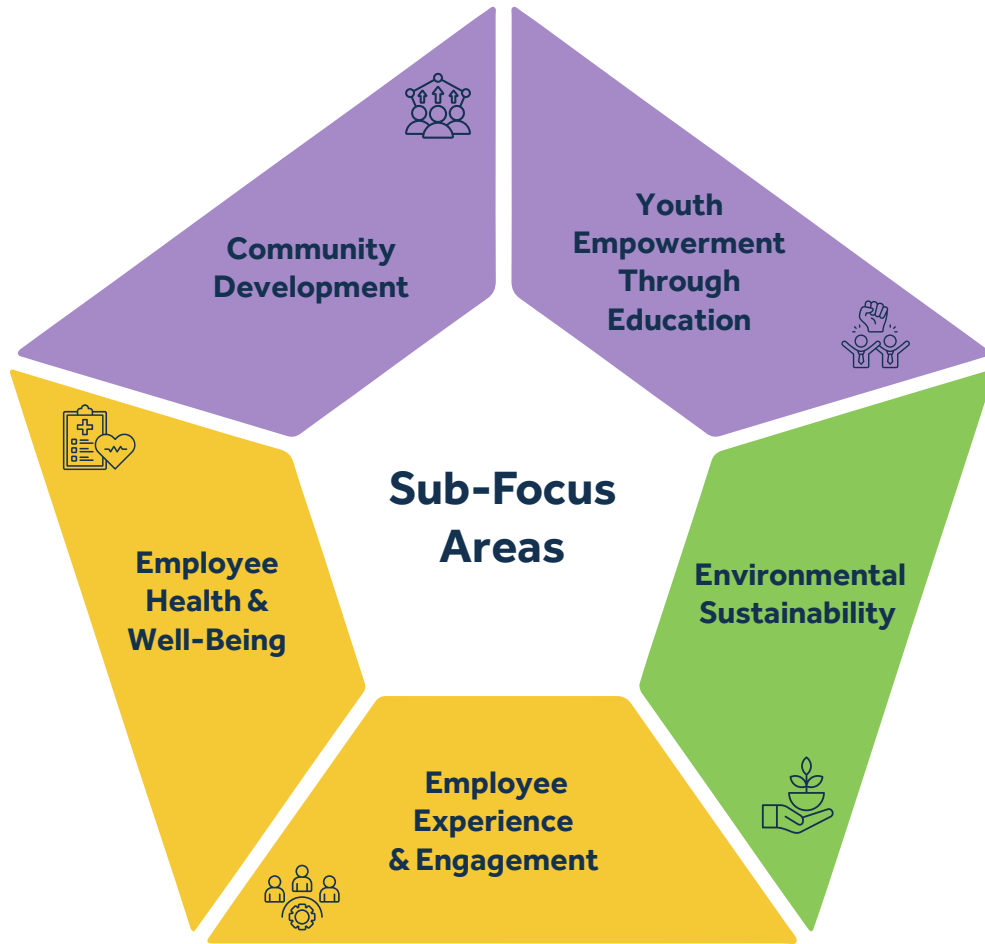 Youth
Empowerment
Through
Education
Community
Development
Sub-Focus
Areas
Employee
Health &
Well-Being
Environmental
Sustainability
Employee
Experience
& Engagement